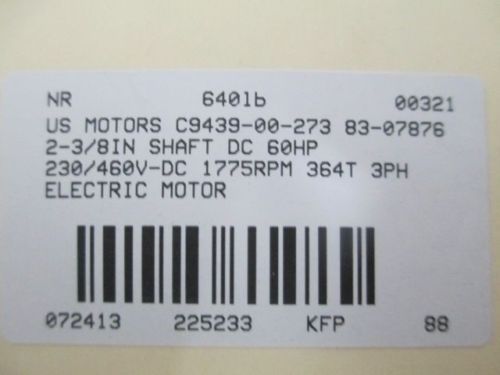 NR 640lb 00321
US MOTORS C9439-00-273 83-07876
2-3/8IN SHAFT DC 60HP
230/460V-DC 1775RPM 364T 3PH
ELECTRIC MOTOR
072413 225233 KFP 88